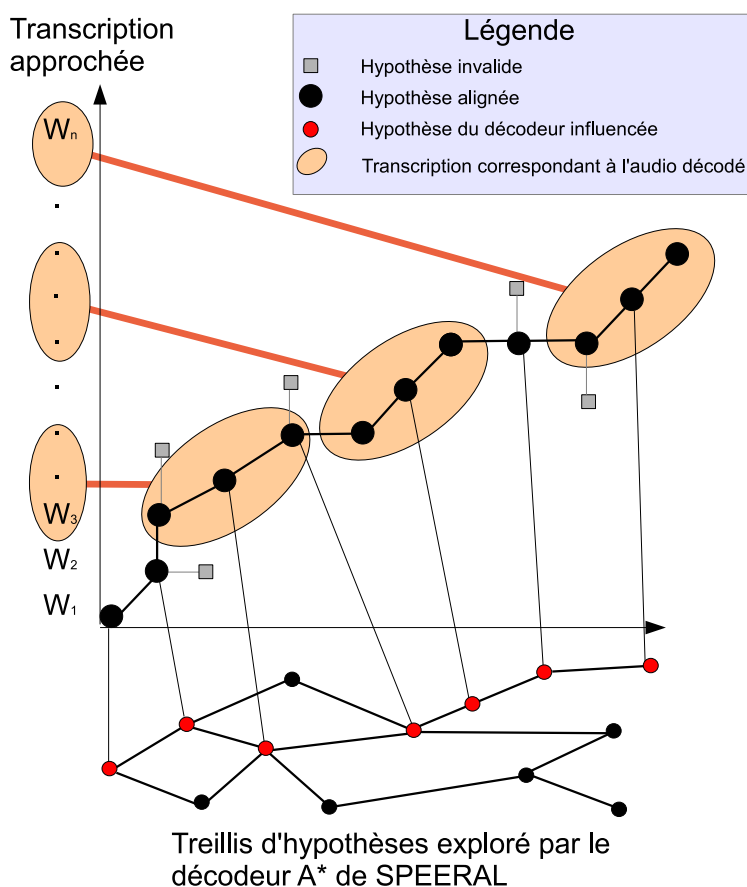 Transcription
approchée
Légende
Hypothèse invalide
Hypothèse alignée
Hypothèse du décodeur influencée
Transcription correspondant à l'audio décodé
Wn
W3
W2
W1
Treillis d'hypothèses exploré par le
décodeur A* de SPEERAL